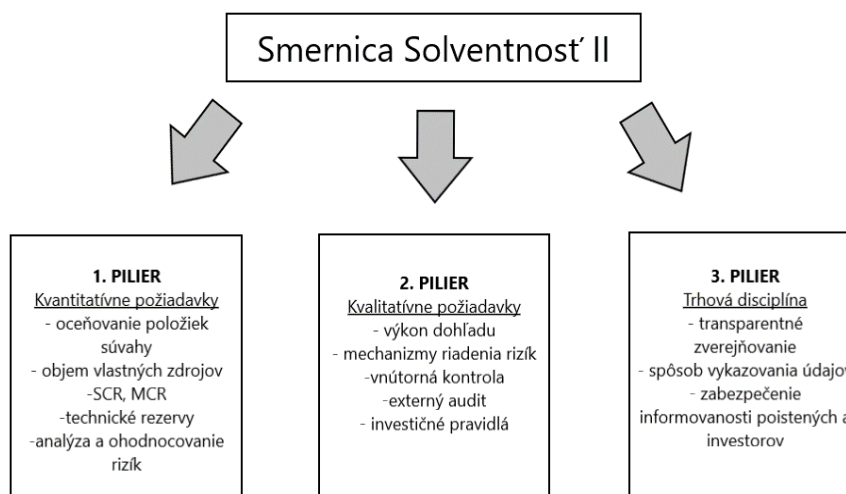 Smernica Solventnosť II
1. PILIER
Kvantitatívne požiadavky
- oceňovanie položiek
súvahy
- objem vlastných zdrojov
-SCR, MCR
-technické rezervy
-analýza a ohodnocovanie
rizík
2. PILIER
Kvalitatívne požiadavky
- výkon dohľadu
- mechanizmy riadenia rizík
-vnútorná kontrola
-externý audit
- investičné pravidlá
3. PILIER
Trhová disciplína
- transparentné
zverejňovanie
- spôsob vykazovania údajov
- zabezpečenie
informovanosti poistených a
investorov